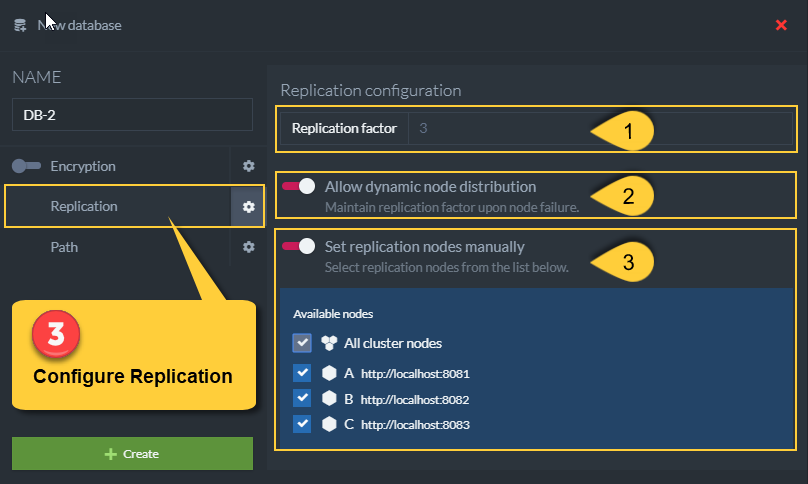 New database
NAME
DB-2
Encryption
Replication
Path
3
Configure Replication
Create
Replication configuration
Replication factor 3
1
Allow dynamic node distribution
Maintain replication factor upon node failure.
2
Set replication nodes manually
Select replication nodes from the list below.
3
Available nodes
All cluster nodes
A http://localhost:8081
B http://localhost:8082
C http://localhost:8083